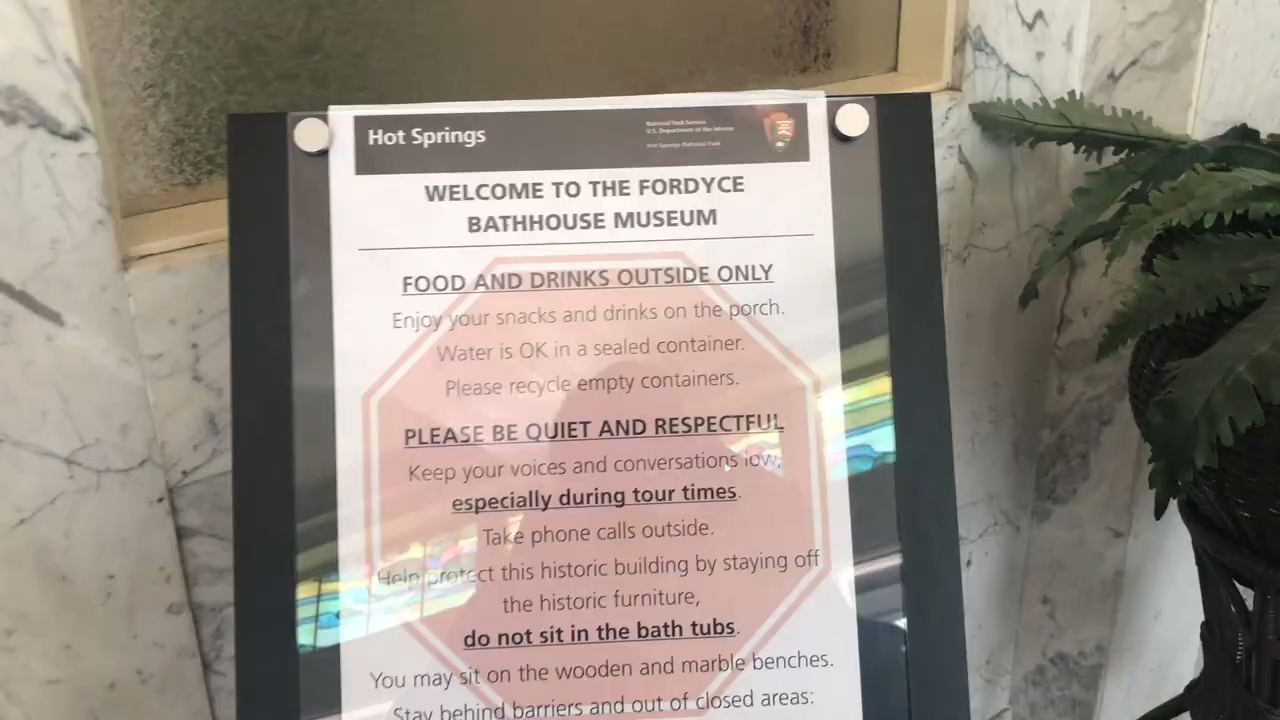 Hot Springs
National Park Service
U.S. Department of the Interior
Hot Springs National Park
WELCOME TO THE FORDYCE
BATHHOUSE MUSEUM
FOOD AND DRINKS OUTSIDE ONLY
Enjoy your snacks and drinks on the porch.
Water is OK in a sealed container.
Please recycle empty containers.
PLEASE BE QUIET AND RESPECTFUL
Keep your voices and conversations low,
especially during tour times.
Take phone calls outside.
Help protect this historic building by staying off
the historic furniture,
do not sit in the bath tubs.
You may sit on the wooden and marble benches.
Stay behind barriers and out of closed areas: